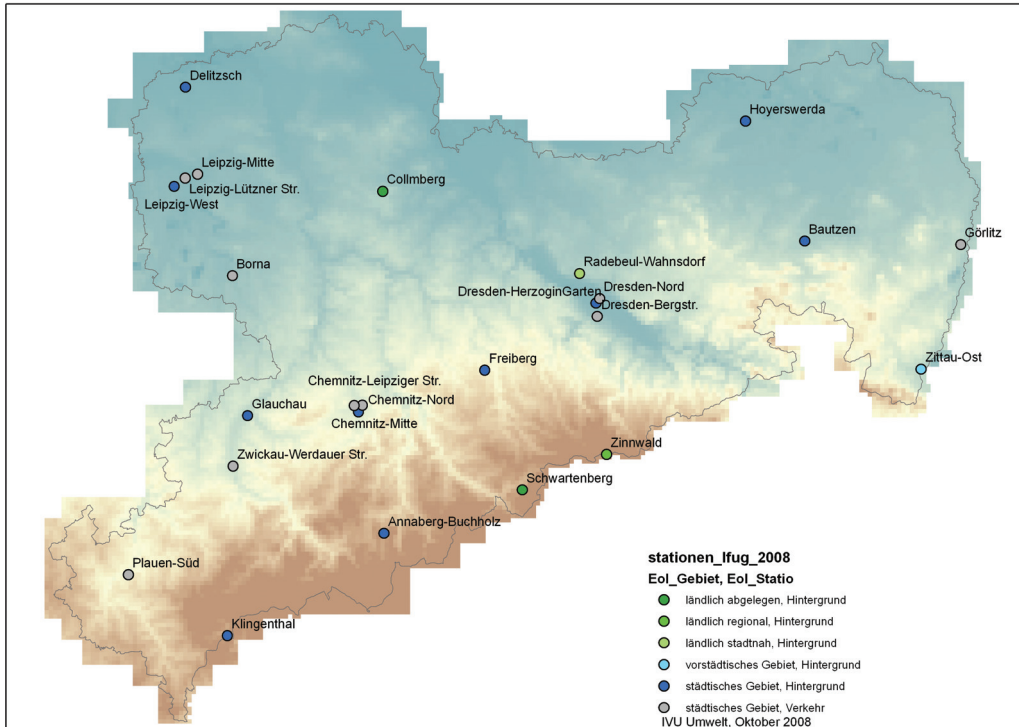 Delitzsch
Hoyerswerda
Leipzig-Mitte
Leipzig-Lützner Str.
Leipzig-West
Collmberg
Bautzen
Görlitz
Borna
Radebeul-Wahnsdorf
Dresden-Nord
Dresden-HerzoginGarten
Dresden-Bergstr.
Freiberg
Zittau-Ost
Chemnitz-Leipziger Str.
Chemnitz-Nord
Glauchau
Chemnitz-Mitte
Zinnwald
Zwickau-Werdauer Str.
Schwartenberg
Annaberg-Buchholz
Plauen-Süd
Klingenthal
stationen_lfug_2008
EoI_Gebiet, EoI_Statio
ländlich abgelegen, Hintergrund
ländlich regional, Hintergrund
ländlich stadtnah, Hintergrund
vorstädtisches Gebiet, Hintergrund
städtisches Gebiet, Hintergrund
städtisches Gebiet, Verkehr
IVU Umwelt, Oktober 2008